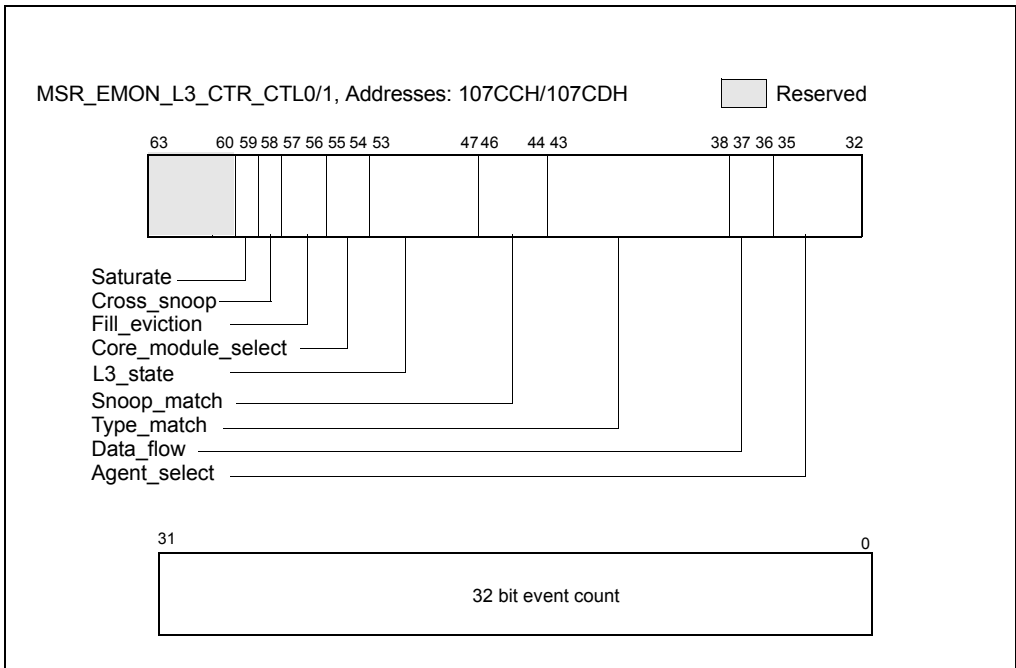 MSR_EMON_L3_CTR_CTL0/1, Addresses: 107CCH/107CDH Reserved
63 60 59 58 57 56 55 54 53 47 46 44 43 38 37 36 35 32
Saturate
Cross_snoop
Fill_eviction
Core_module_select
L3_state
Snoop_match
Type_match
Data_flow
Agent_select
31 0
32 bit event count